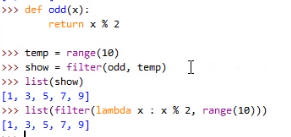 >>> def odd(x):
        return x % 2

>>> temp = range(10)
>>> show = filter(odd, temp)
>>> list(show)
[1, 3, 5, 7, 9]
>>> list(filter(lambda x : x % 2, range(10)))
[1, 3, 5, 7, 9]